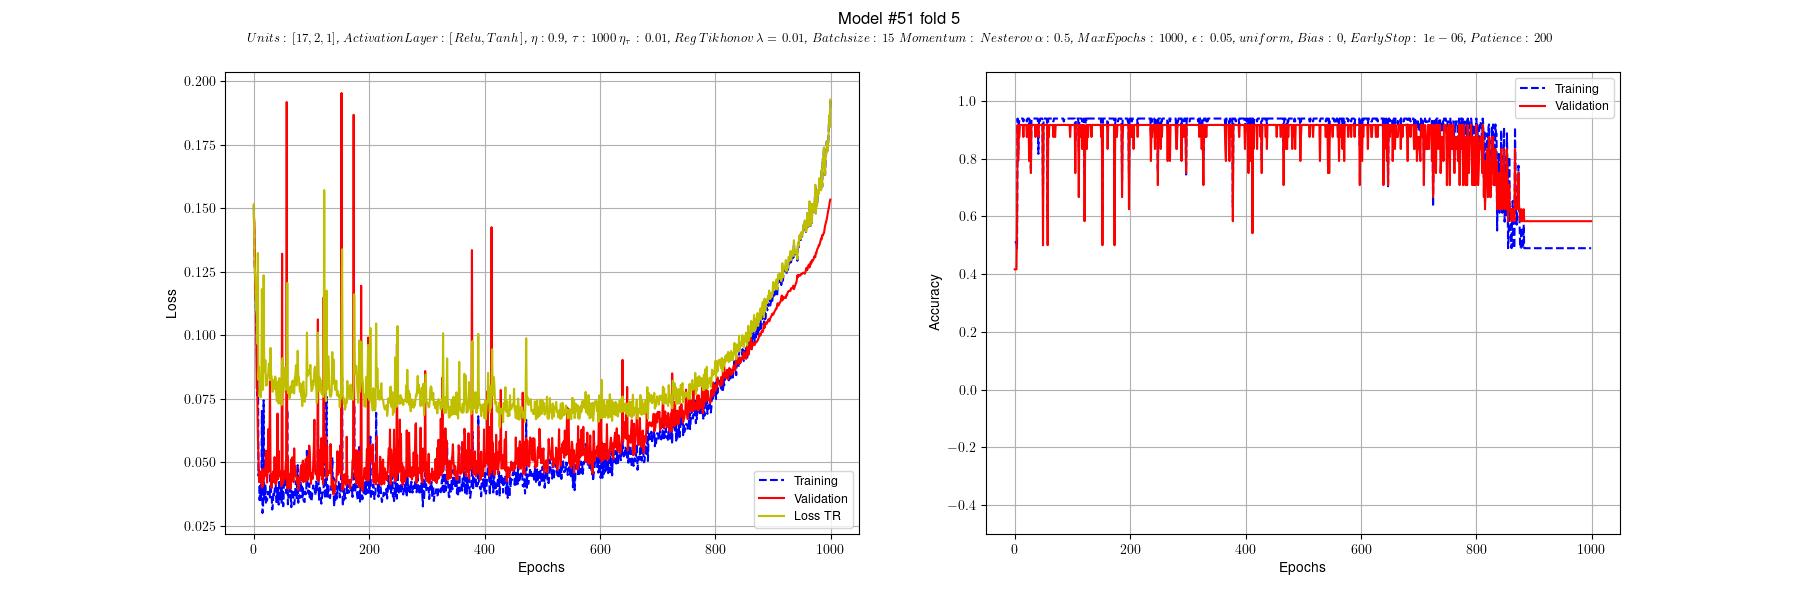 Model #51 fold 5
Units : [17, 2, 1], ActivationLayer : [Relu, Tanh], η : 0.9, τ : 1000 ητ : 0.01, Reg Tikhonov λ = 0.01, Batchsize : 15 Momentum : Nesterov α : 0.5, MaxEpochs : 1000, ϵ : 0.05, uniform, Bias : 0, EarlyStop : 1e − 06, Patience : 200
0.200
0.175
0.150
0.125
0.100
0.075
0.050
0.025
Loss
Training
Validation
Loss TR
0 200 400 600 800 1000
Epochs
1.0
0.8
0.6
0.4
0.2
0.0
−0.2
−0.4
Accuracy
Training
Validation
0 200 400 600 800 1000
Epochs